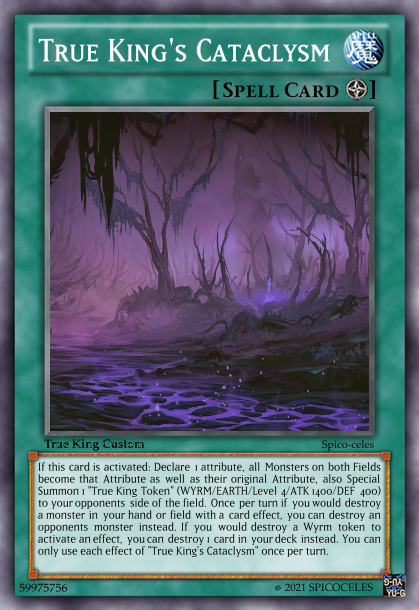 True King's Cataclysm
魔
[Spell Card ]
True King Custom
Spico-celes
If this card is activated: Declare 1 attribute, all Monsters on both Fields
become that Attribute as well as their original Attribute, also Special
Summon 1 "True King Token" (WYRM/EARTH/Level 4/ATK 1400/DEF 400)
to your opponents side of the field. Once per turn if you would destroy
a monster in your hand or field with a card effect, you can destroy an
opponents monster instead. If you would destroy a Wyrm token to
activate an effect, you can destroy 1 card in your deck instead. You can
only use each effect of "True King's Cataclysm" once per turn.
59975756
© 2021 SPICOCELES
YU-G